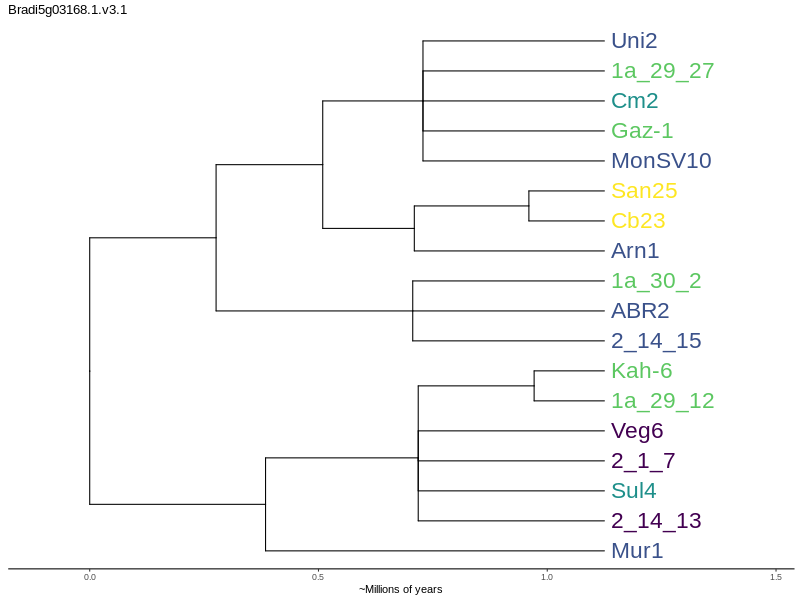 Bradi5g03168.1.v3.1
Uni2
1a_29_27
Cm2
Gaz-1
MonSV10
San25
Cb23
Arn1
1a_30_2
ABR2
2_14_15
Kah-6
1a_29_12
Veg6
2_1_7
Sul4
2_14_13
Mur1
0.0 0.5 1.0 1.5
~Millions of years